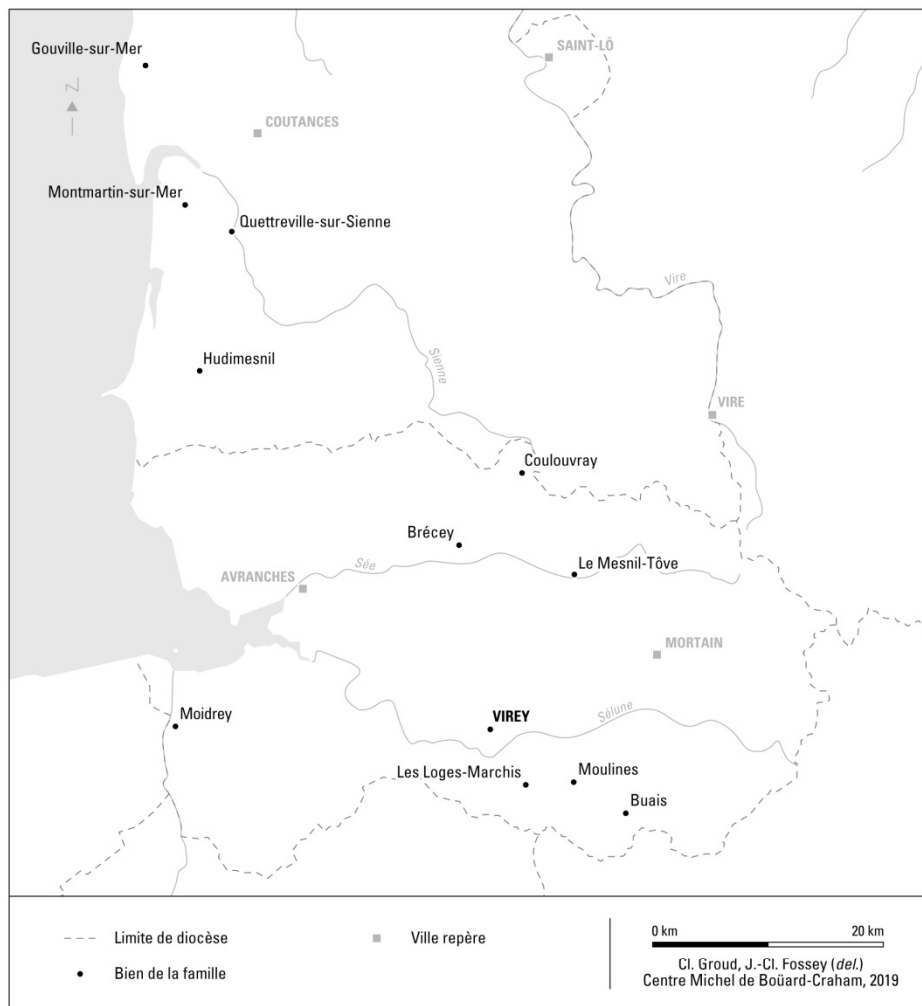 Gouville-sur-Mer
SAINT-LÔ
N
COUTANCES
Montmartin-sur-Mer
Quettreville-sur-Sienne
Vire
Sienne
Hudimesnil
VIRE
Coulouvray
Brécey
Sée
Le Mesnil-Tôve
AVRANCHES
MORTAIN
Moidrey
VIREY
Sélune
Les Loges-Marchis
Moulines
Buais
Limite de diocèse
Ville repère
Bien de la famille
0 km 20 km
Cl. Groud, J.-Cl. Fossey (del.)
Centre Michel de Boüard-Craham, 2019